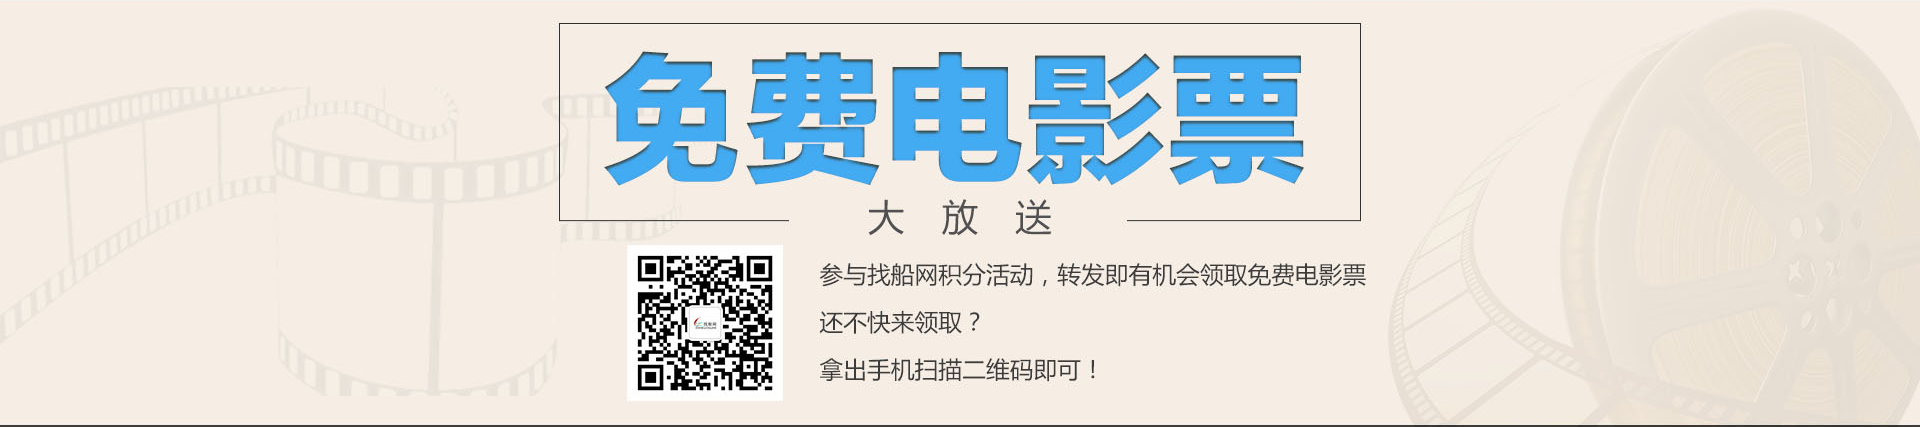 免费电影票
大放送
参与找船网积分活动，转发即有机会领取免费电影票
还不快来领取？
拿出手机扫描二维码即可！